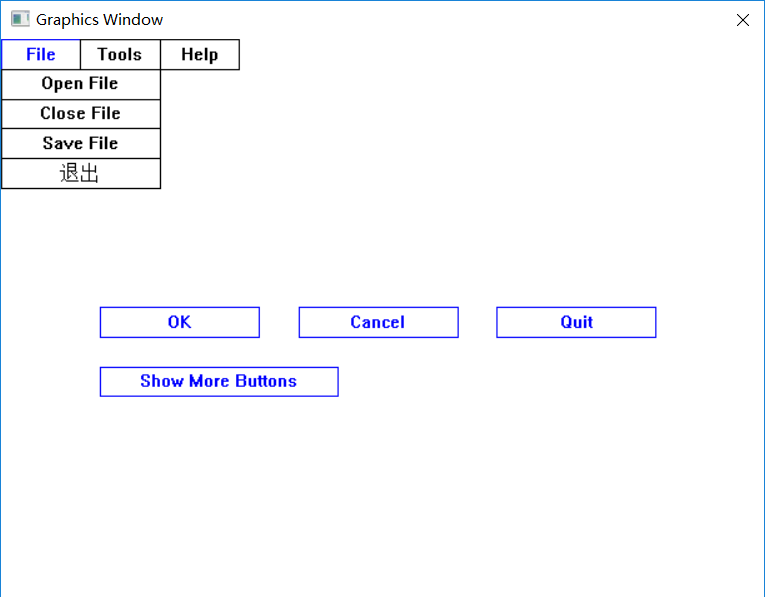 Graphics Window
File Tools Help
Open File
Close File
Save File
退出
OK Cancel Quit
Show More Buttons